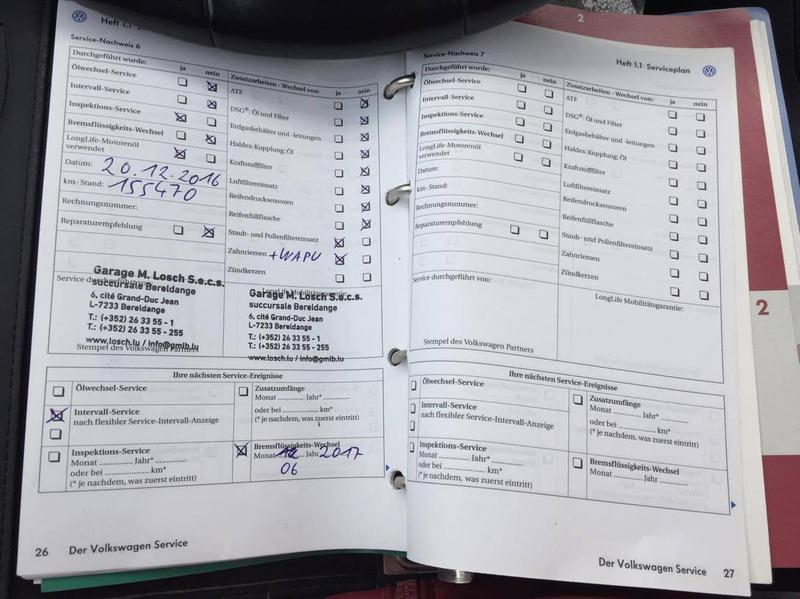 Heft 1.1
Service-Nachweis 6
Durchgeführt wurde:
ja nein
Ölwechsel-Service
Intervall-Service
Inspektions-Service
Bremsflüssigkeits-Wechsel
LongLife-Motorenöl
verwendet
Datum: 20.12.2016
km- Stand: 155470
Rechnungsnummer:
Reparaturempfehlung
Zusatzarbeiten - Wechsel von:
ja nein
ATF
DSG®: Öl und Filter
Erdgasbehälter und -leitungen
Haldex-Kupplung: Öl
Kraftstofffilter
Luftfiltereinsatz
Reifendrucksensoren
Reifenfüllflasche
Staub- und Pollenfiltereinsatz
Zahnriemen + WAPU
Zündkerzen
Service durchgeführt
Garage M. Losch S.e.c.s.
succursale Bereldange
6, cité Grand-Duc Jean
L-7233 Bereldange
T.: (+352) 26 33 55 - 1
T.: (+352) 26 33 55 - 255
www.losch.lu / info@gmlb.lu
Stempel des Volkswagen Partners
LongLife Mobilitätsgarantie:
Garage M. Losch S.e.c.s.
succursale Bereldange
6, cité Grand-Duc Jean
L-7233 Bereldange
T.: (+352) 26 33 55 - 1
T.: (+352) 26 33 55 - 255
www.losch.lu / info@gmlb.lu
Ihre nächsten Service-Ereignisse
Ölwechsel-Service
Intervall-Service
nach flexibler Service-Intervall-Anzeige
Inspektions-Service
Monat ............ Jahr*............
oder bei ................ km*
(* je nachdem, was zuerst eintritt)
Zusatzumfänge
Monat ............ Jahr*............
oder bei ................ km*
(* je nachdem, was zuerst eintritt)
Bremsflüssigkeits-Wechsel
Monat 12 Jahr 2017
06
26 Der Volkswagen Service
Service-Nachweis 7
Heft 1.1 Serviceplan
Durchgeführt wurde:
ja nein
Ölwechsel-Service
Intervall-Service
Inspektions-Service
Bremsflüssigkeits-Wechsel
LongLife-Motorenöl
verwendet
Datum:
km- Stand:
Rechnungsnummer:
Reparaturempfehlung
Zusatzarbeiten - Wechsel von:
ja nein
ATF
DSG®: Öl und Filter
Erdgasbehälter und -leitungen
Haldex-Kupplung: Öl
Kraftstofffilter
Luftfiltereinsatz
Reifendrucksensoren
Reifenfüllflasche
Staub- und Pollenfiltereinsatz
Zahnriemen
Zündkerzen
Service durchgeführt von:
Stempel des Volkswagen Partners
LongLife Mobilitätsgarantie:
Ihre nächsten Service-Ereignisse
Ölwechsel-Service
Intervall-Service
nach flexibler Service-Intervall-Anzeige
Inspektions-Service
Monat ............ Jahr*............
oder bei ................ km*
(* je nachdem, was zuerst eintritt)
Zusatzumfänge
Monat ............ Jahr*............
oder bei ................ km*
(* je nachdem, was zuerst eintritt)
Bremsflüssigkeits-Wechsel
Monat ............ Jahr ............
Der Volkswagen Service 27
2
2